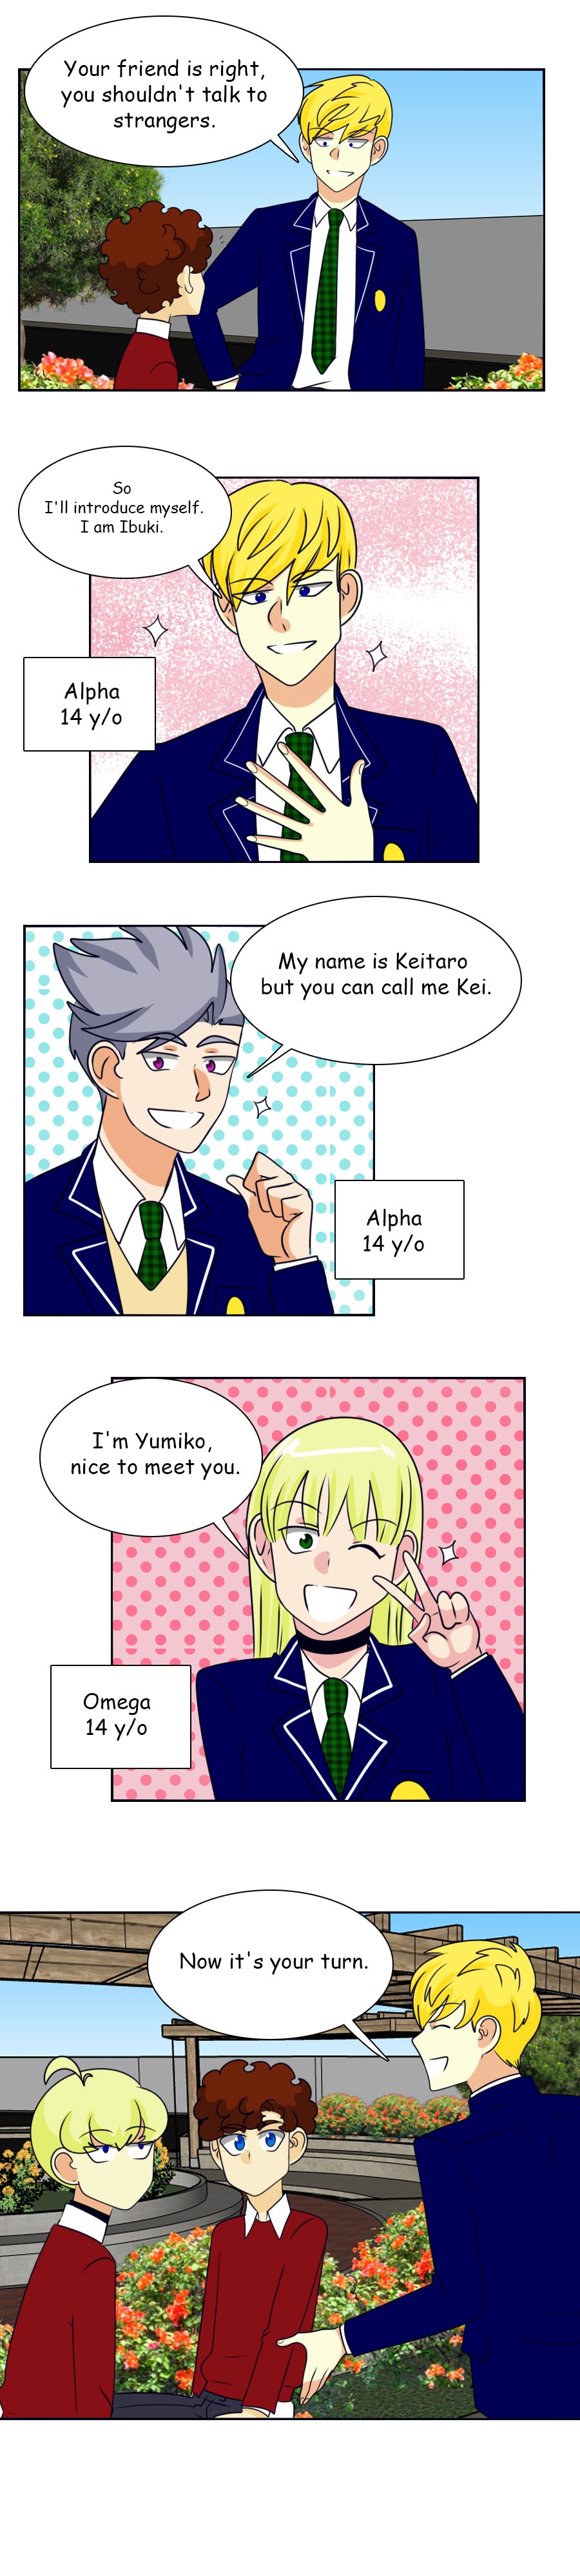 Your friend is right,
you shouldn't talk to
strangers.
So
I'll introduce myself.
I am Ibuki.
Alpha
14 y/o
My name is Keitaro
but you can call me Kei.
Alpha
14 y/o
I'm Yumiko,
nice to meet you.
Omega
14 y/o
Now it's your turn.